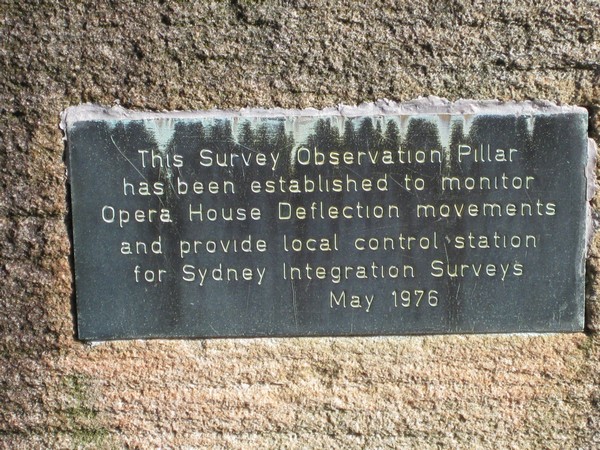 This Survey Observation Pillar
has been established to monitor
Opera House Deflection movements
and provide local control station
for Sydney Integration Surveys
May 1976